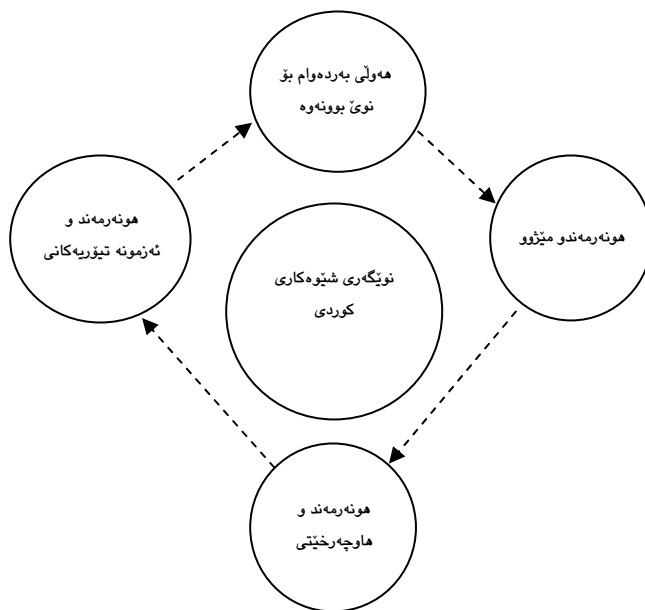 هەوڵی بەردەوام بۆ
نوێ بوونەوە
هونەرمەندو مێژوو
هونەرمەند و
هاوچەرخێتی
هونەرمەند و
ئەزمونە تیۆریەکانی
نوێگەری شێوەکاری
کوردی